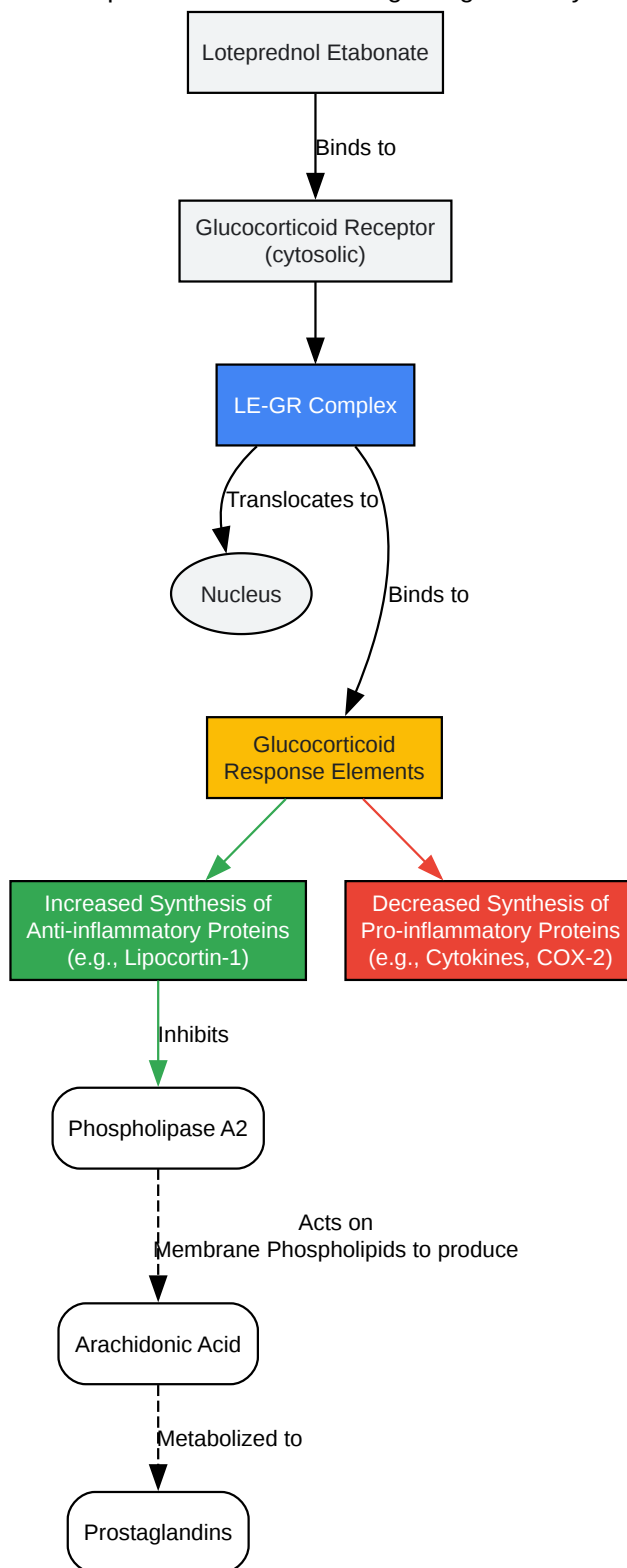 Loteprednol Etabonate
Binds to
Glucocorticoid Receptor
(cytosolic)
LE-GR Complex
Translocates to
Nucleus
Binds to
Glucocorticoid
Response Elements
Increased Synthesis of
Anti-inflammatory Proteins
(e.g., Lipocortin-1)
Decreased Synthesis of
Pro-inflammatory Proteins
(e.g., Cytokines, COX-2)
Inhibits
Phospholipase A2
Acts on
Membrane Phospholipids to produce
Arachidonic Acid
Metabolized to
Prostaglandins